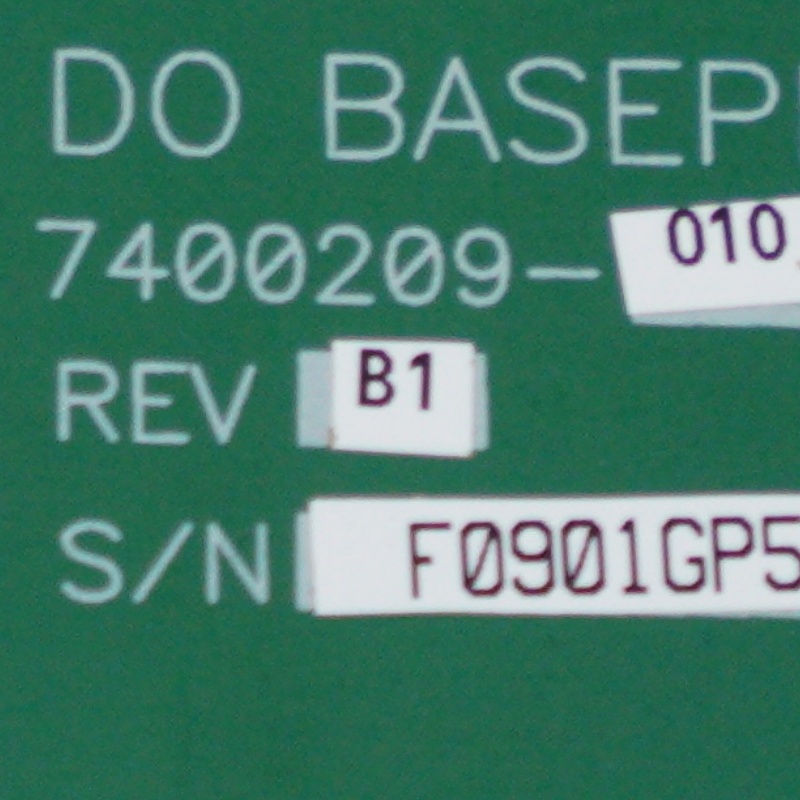 DO BASEP
7400209-010
REV B1
S/N F0901GP5